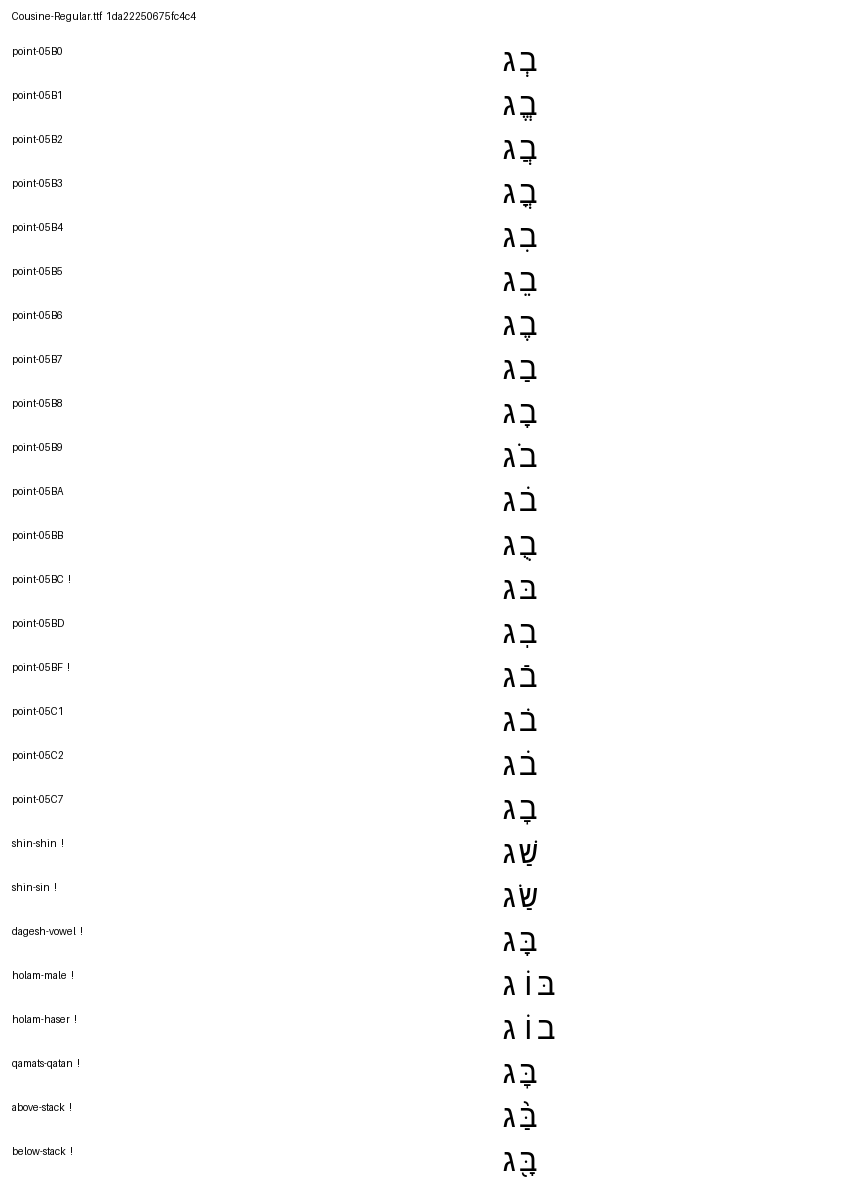 Cousine-Regular.ttf 1da22250675fc4c4
point-05B0 בְג
point-05B1 בֱג
point-05B2 בֲג
point-05B3 בֳג
point-05B4 בִג
point-05B5 בֵג
point-05B6 בֶג
point-05B7 בַג
point-05B8 בָג
point-05B9 בֹג
point-05BA בֺג
point-05BB בֻג
point-05BC ! בּג
point-05BD בֽג
point-05BF ! בֿג
point-05C1 בׁג
point-05C2 בׂג
point-05C7 בׇג
shin-shin ! שַׁג
shin-sin ! שַׂג
dagesh-vowel ! בָּג
holam-male ! בּוֹג
holam-haser ! בוֹג
qamats-qatan ! בׇּג
above-stack ! בַּ֙ג
below-stack ! בָּ֖ג